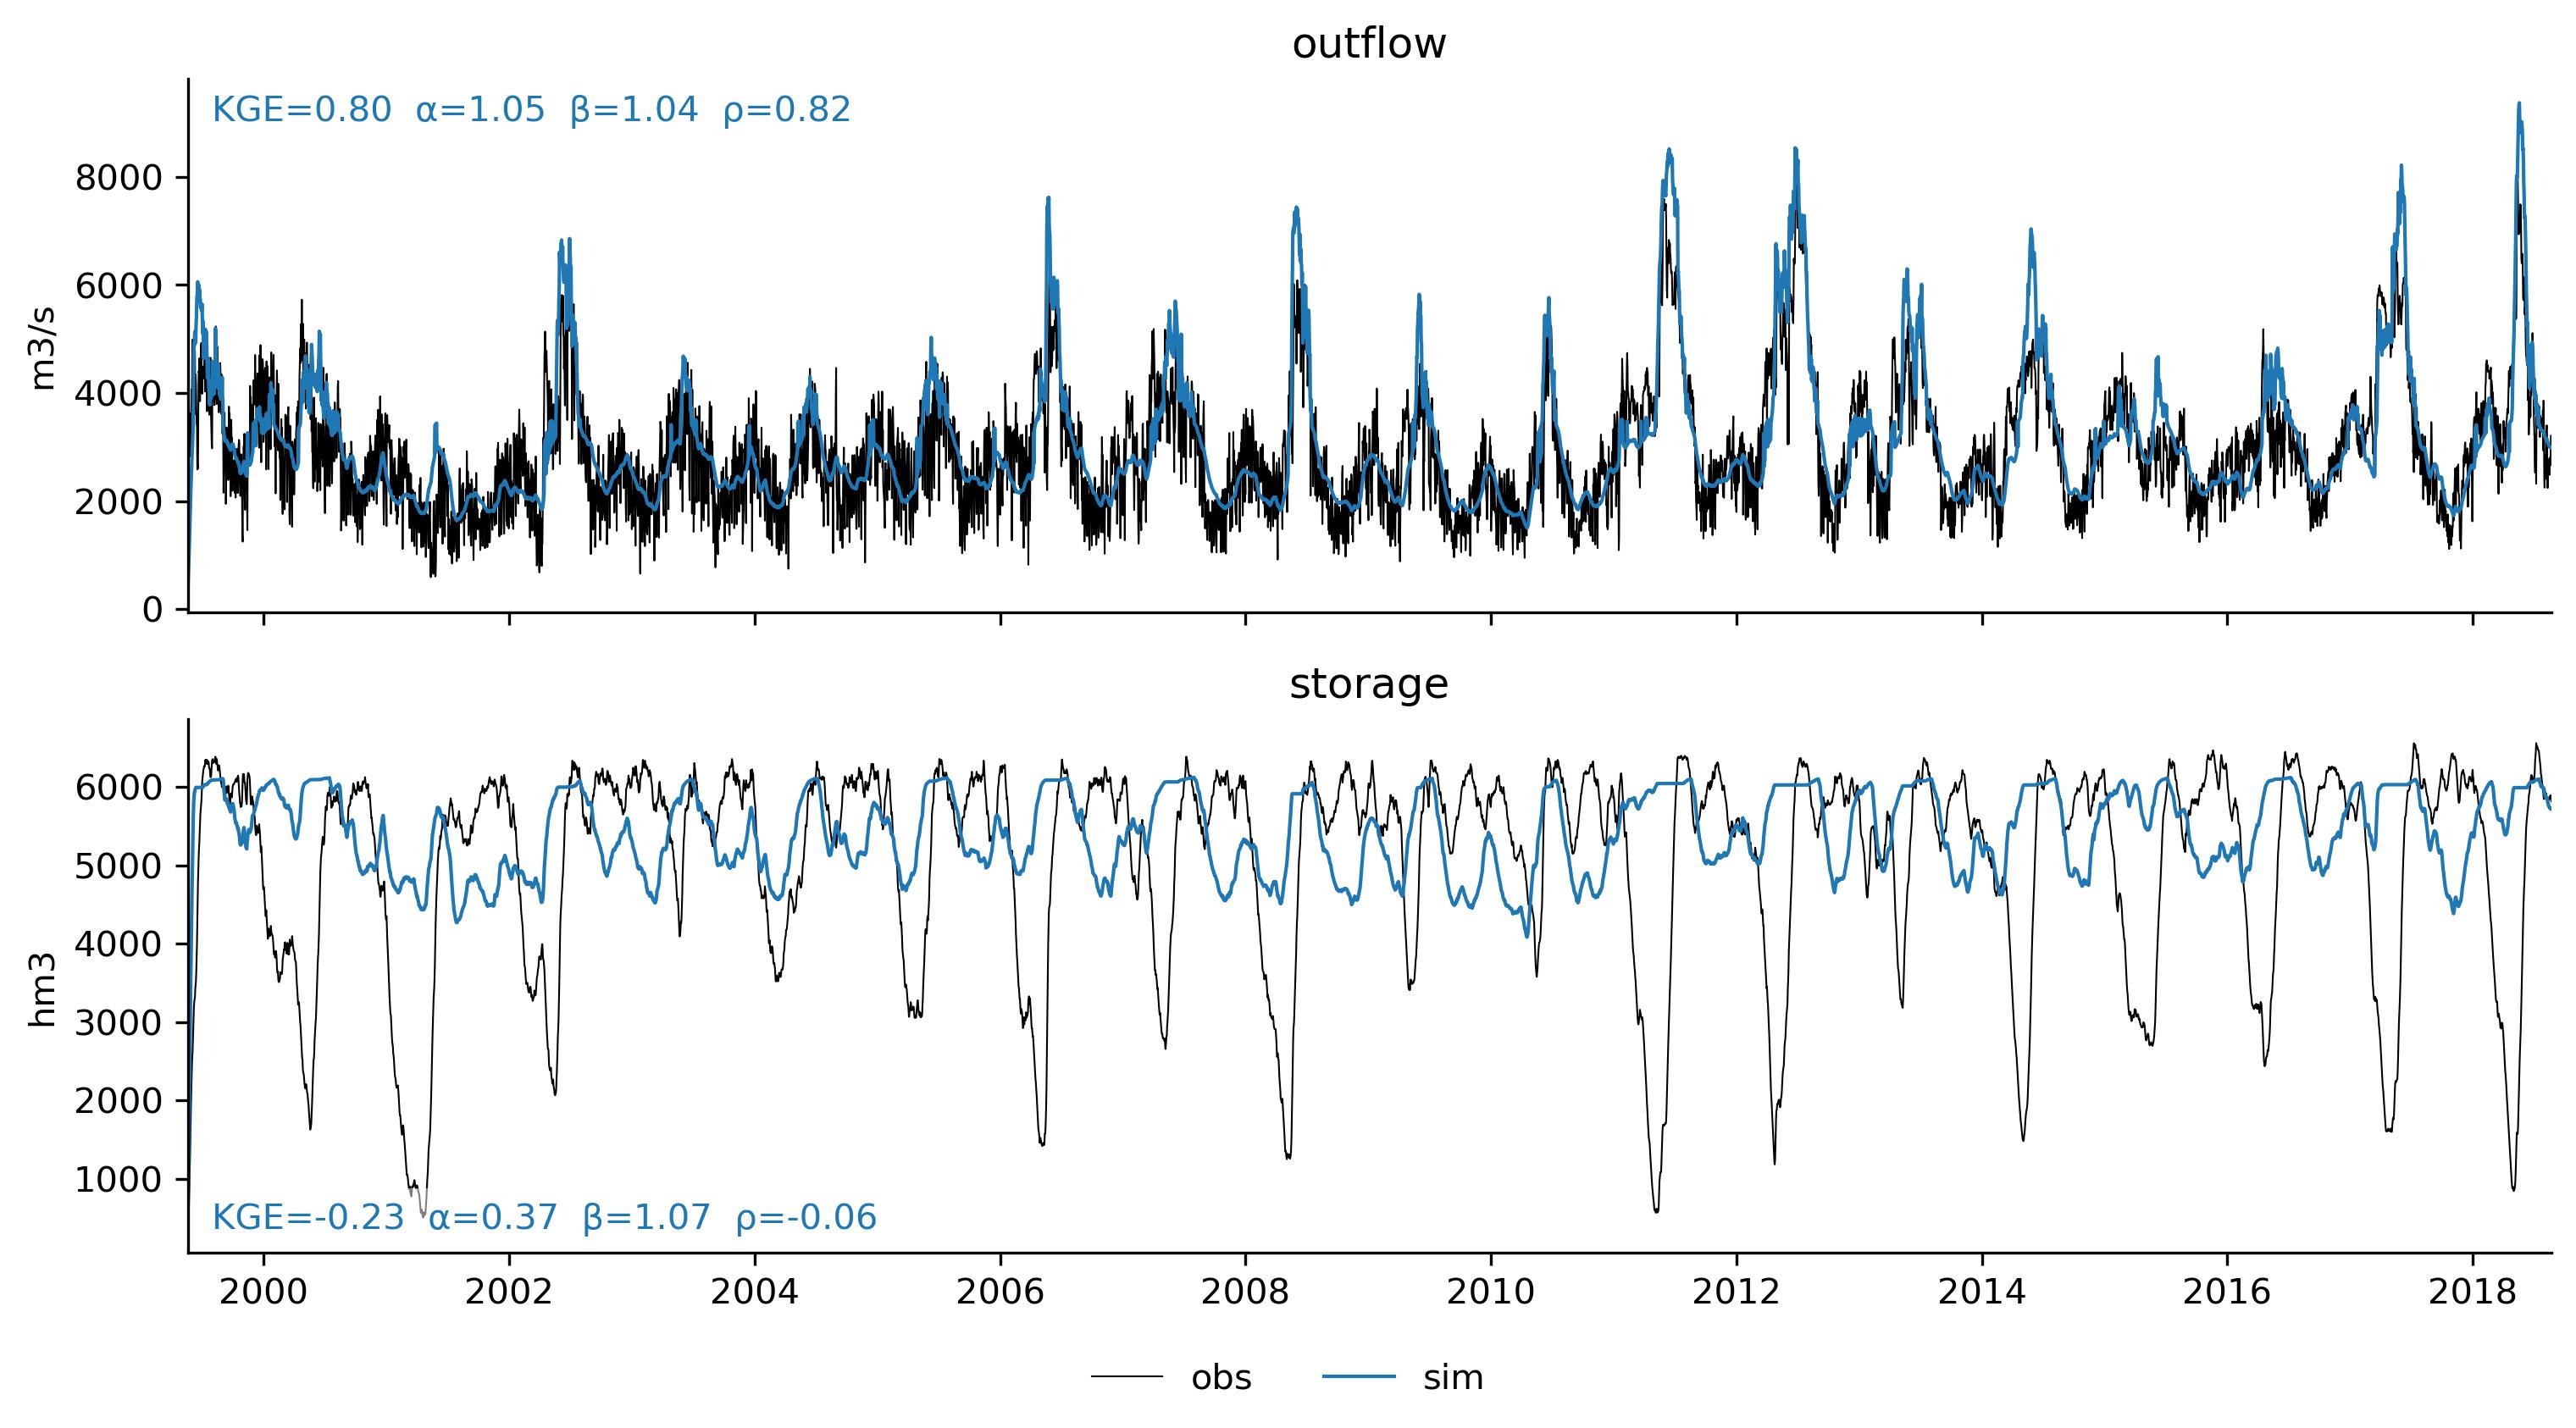 outflow
KGE=0.80 α=1.05 β=1.04 ρ=0.82
m3/s
8000
6000
4000
2000
0
storage
hm3
6000
5000
4000
3000
2000
1000
KGE=-0.23 α=0.37 β=1.07 ρ=-0.06
2000 2002 2004 2006 2008 2010 2012 2014 2016 2018
obs sim